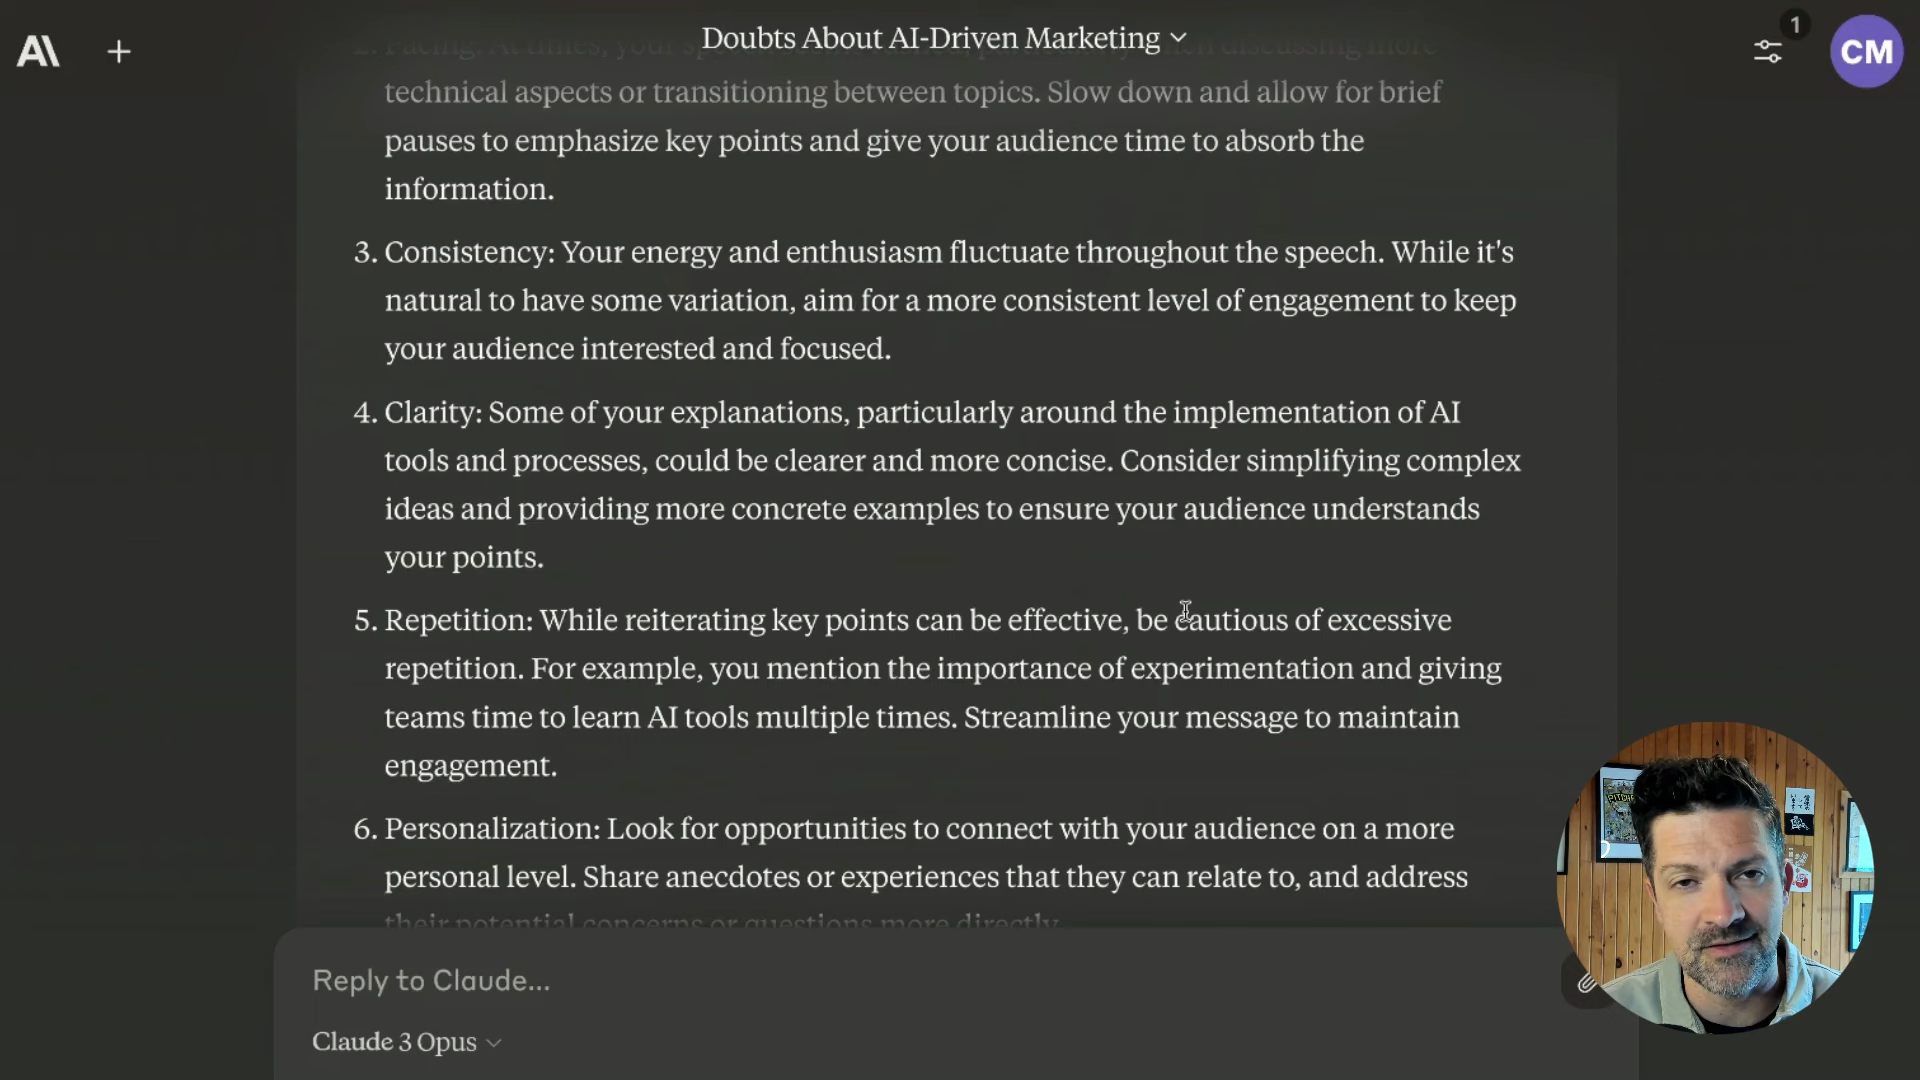 Doubts About AI-Driven Marketing
1
CM
technical aspects or transitioning between topics. Slow down and allow for brief
pauses to emphasize key points and give your audience time to absorb the
information.
3. Consistency: Your energy and enthusiasm fluctuate throughout the speech. While it's
natural to have some variation, aim for a more consistent level of engagement to keep
your audience interested and focused.
4. Clarity: Some of your explanations, particularly around the implementation of AI
tools and processes, could be clearer and more concise. Consider simplifying complex
ideas and providing more concrete examples to ensure your audience understands
your points.
5. Repetition: While reiterating key points can be effective, be cautious of excessive
repetition. For example, you mention the importance of experimentation and giving
teams time to learn AI tools multiple times. Streamline your message to maintain
engagement.
6. Personalization: Look for opportunities to connect with your audience on a more
personal level. Share anecdotes or experiences that they can relate to, and address
their potential concerns or questions more directly.
Reply to Claude...
Claude 3 Opus